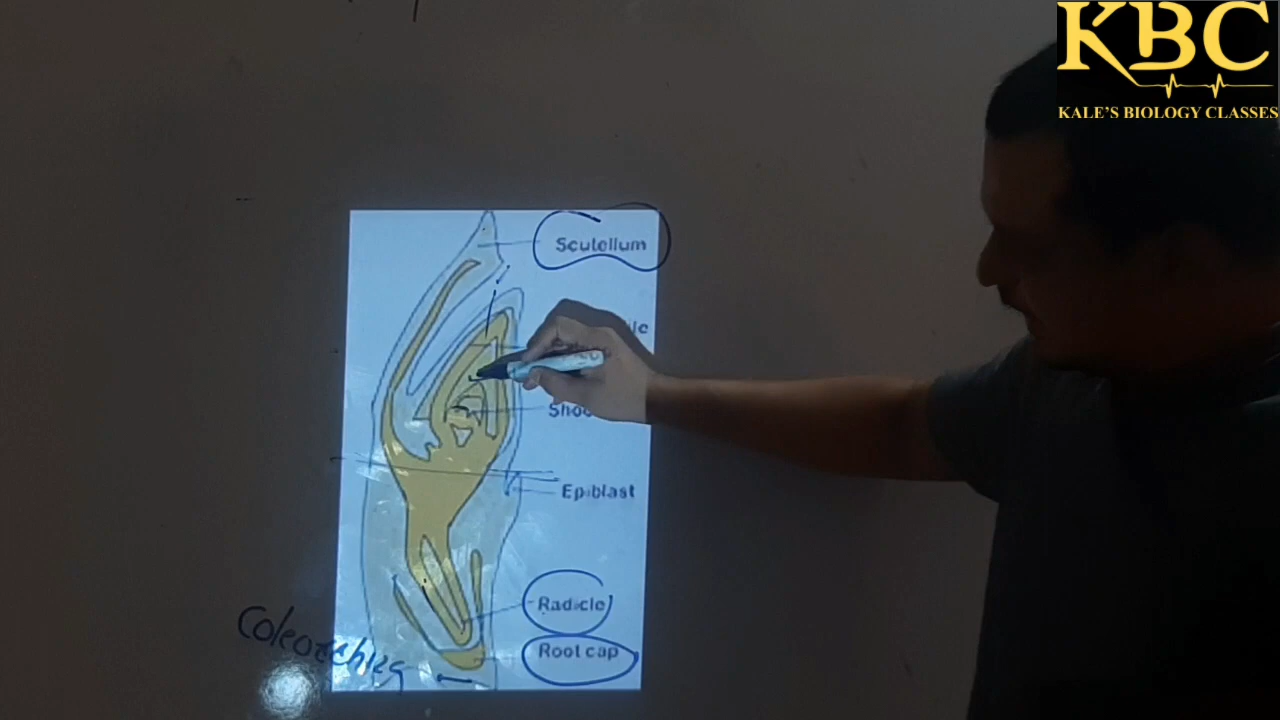 KBC
KALE'S BIOLOGY CLASSES
Scutellum
Epiblast
Radicle
Root cap